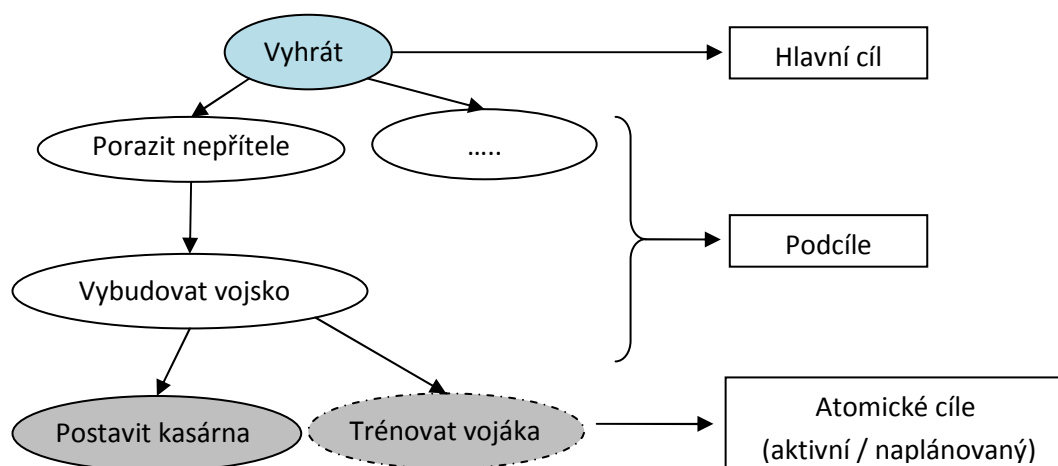 Vyhrát
Hlavní cíl
Porazit nepřítele
.....
Podcíle
Vybudovat vojsko
Postavit kasárna
Trénovat vojáka
Atomické cíle
(aktivní / naplánovaný)